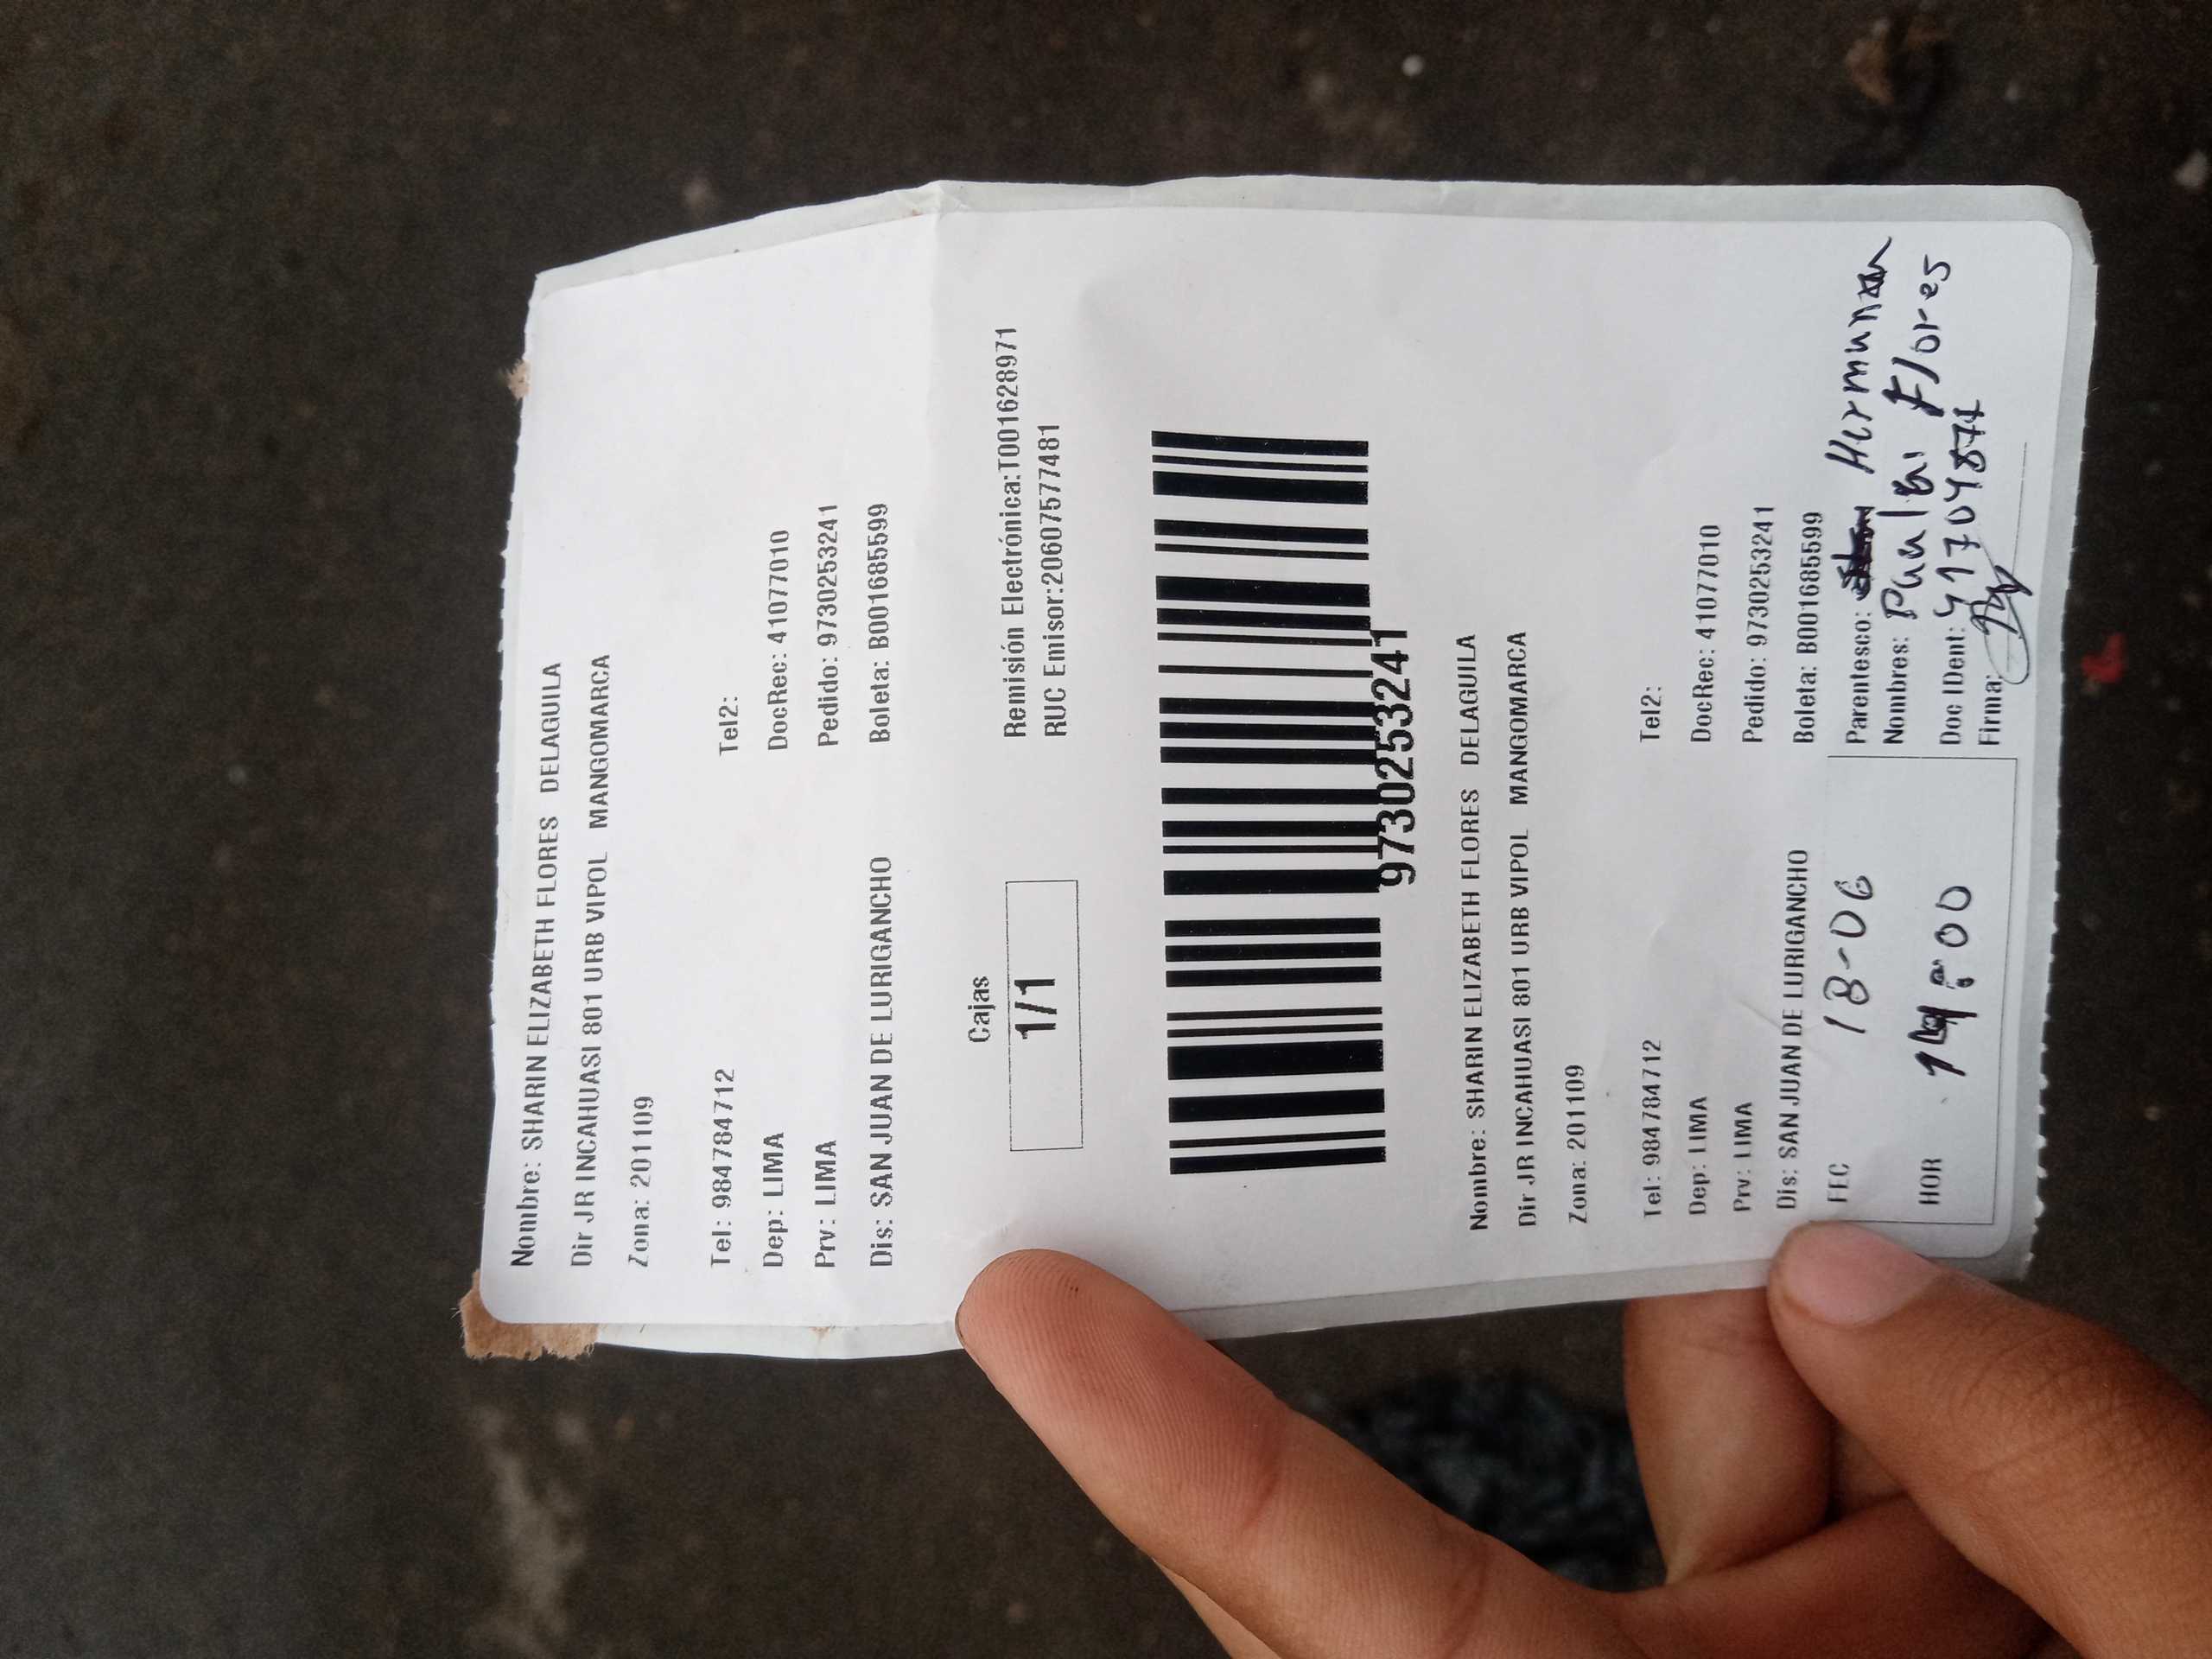 Nombre: SHARIN ELIZABETH FLORES DELAGUILA
Dir JR INCAHUASI 801 URB VIPOL MANGOMARCA
Zona: 201109
Tel: 984784712 Tel2:
Dep: LIMA DocRec: 41077010
Prv: LIMA Pedido: 9730253241
Dis: SAN JUAN DE LURIGANCHO Boleta: B001685599
Cajas
1/1
Remisión Electrónica:T001628971
RUC Emisor:20607577481
9730253241
Nombre: SHARIN ELIZABETH FLORES DELAGUILA
Dir JR INCAHUASI 801 URB VIPOL MANGOMARCA
Zona: 201109
Tel: 984784712 Tel2:
Dep: LIMA DocRec: 41077010
Prv: LIMA Pedido: 9730253241
Dis: SAN JUAN DE LURIGANCHO Boleta: B001685599
FEC 18-06
HOR
Parentesco:
Nombres: Flores
Doc IDent:
Firma: